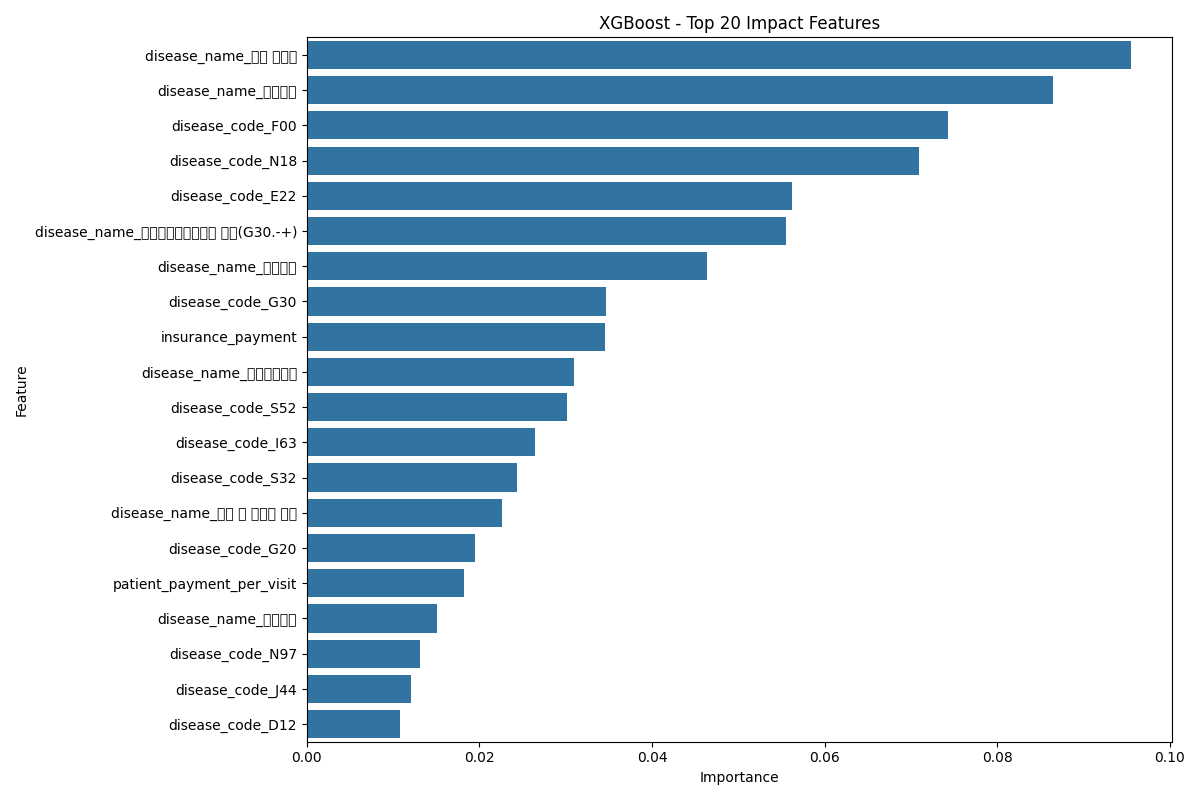 XGBoost - Top 20 Impact Features
Feature
disease_name_
disease_name_
disease_code_F00
disease_code_N18
disease_code_E22
disease_name_ (G30.-+)
disease_name_
disease_code_G30
insurance_payment
disease_name_
disease_code_S52
disease_code_I63
disease_code_S32
disease_name_
disease_code_G20
patient_payment_per_visit
disease_name_
disease_code_N97
disease_code_J44
disease_code_D12
0.00 0.02 0.04 0.06 0.08 0.10
Importance